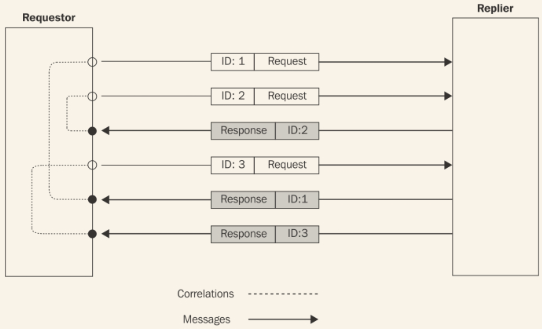 Requestor
Replier
ID: 1 Request
ID: 2 Request
Response ID:2
ID: 3 Request
Response ID:1
Response ID:3
Correlations
Messages